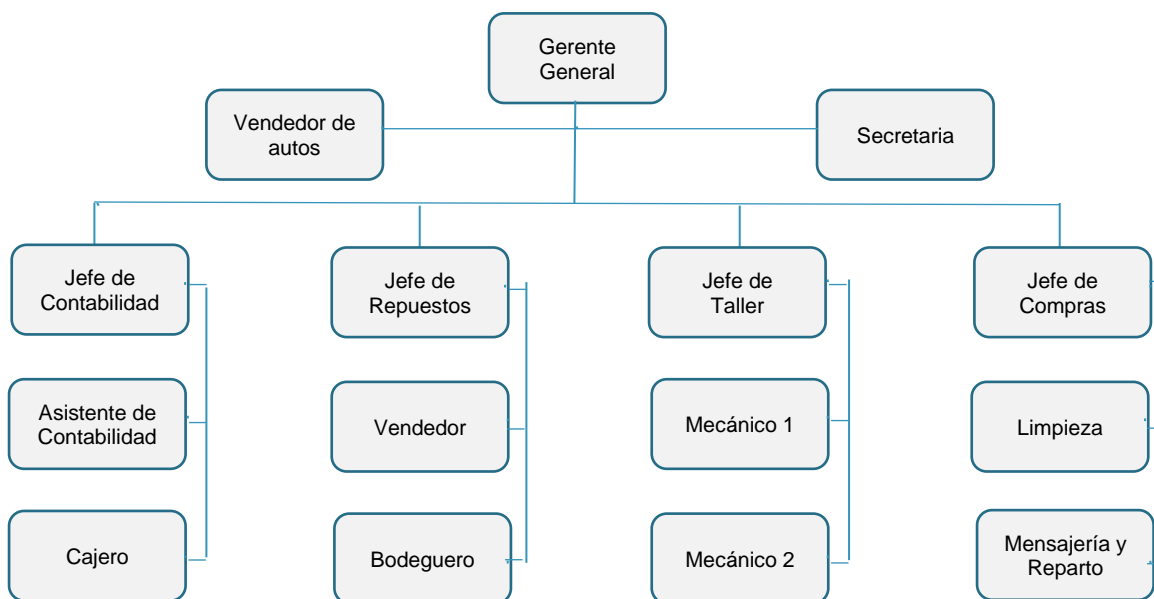 Gerente
General
Vendedor de
autos
Secretaria
Jefe de
Contabilidad
Jefe de
Repuestos
Jefe de
Taller
Jefe de
Compras
Asistente de
Contabilidad
Vendedor
Mecánico 1
Limpieza
Cajero
Bodeguero
Mecánico 2
Mensajería y
Reparto